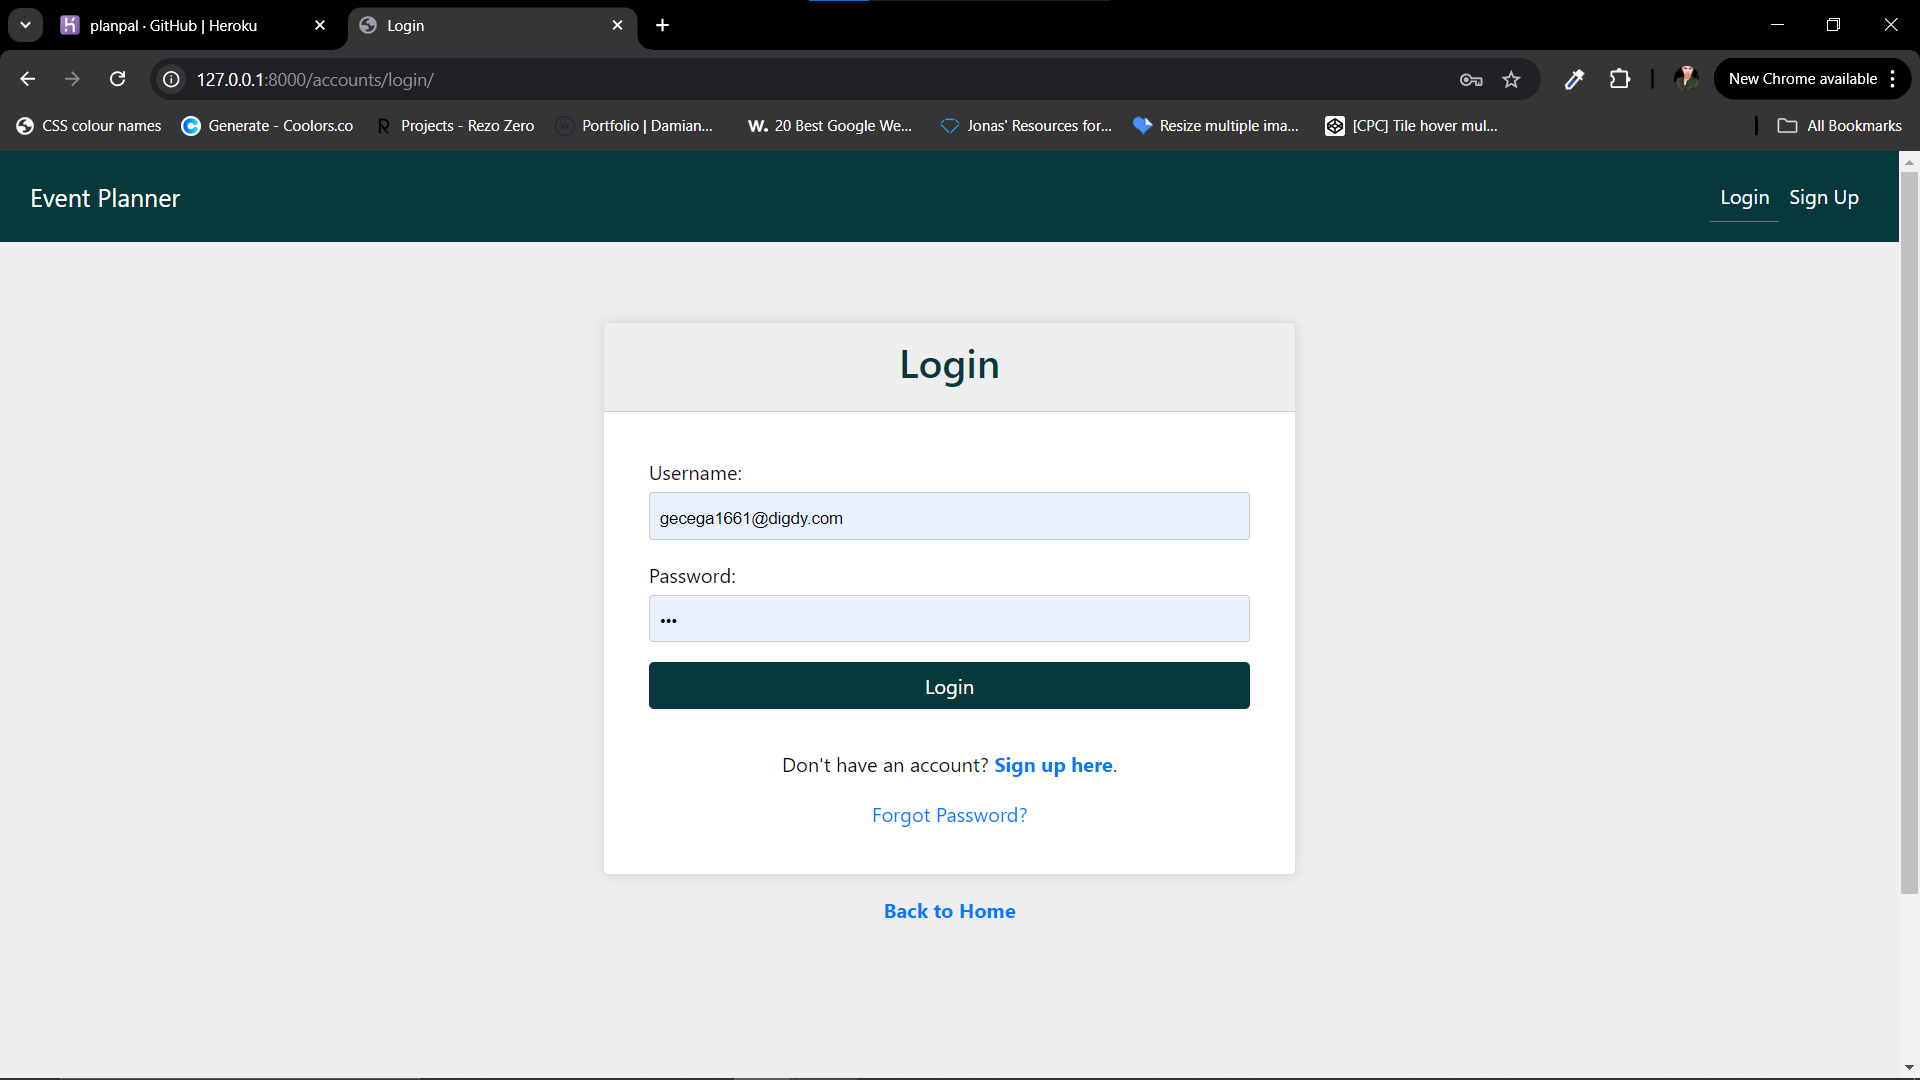 planpal · GitHub | Heroku
Login
127.0.0.1:8000/accounts/login/
New Chrome available
CSS colour names
Generate - Coolors.co
Projects - Rezo Zero
Portfolio | Damian...
W. 20 Best Google We...
Jonas' Resources for...
Resize multiple ima...
[CPC] Tile hover mul...
All Bookmarks
Event Planner
Login
Sign Up
Login
Username:
gecega1661@digdy.com
Password:
•••
Login
Don't have an account? Sign up here.
Forgot Password?
Back to Home